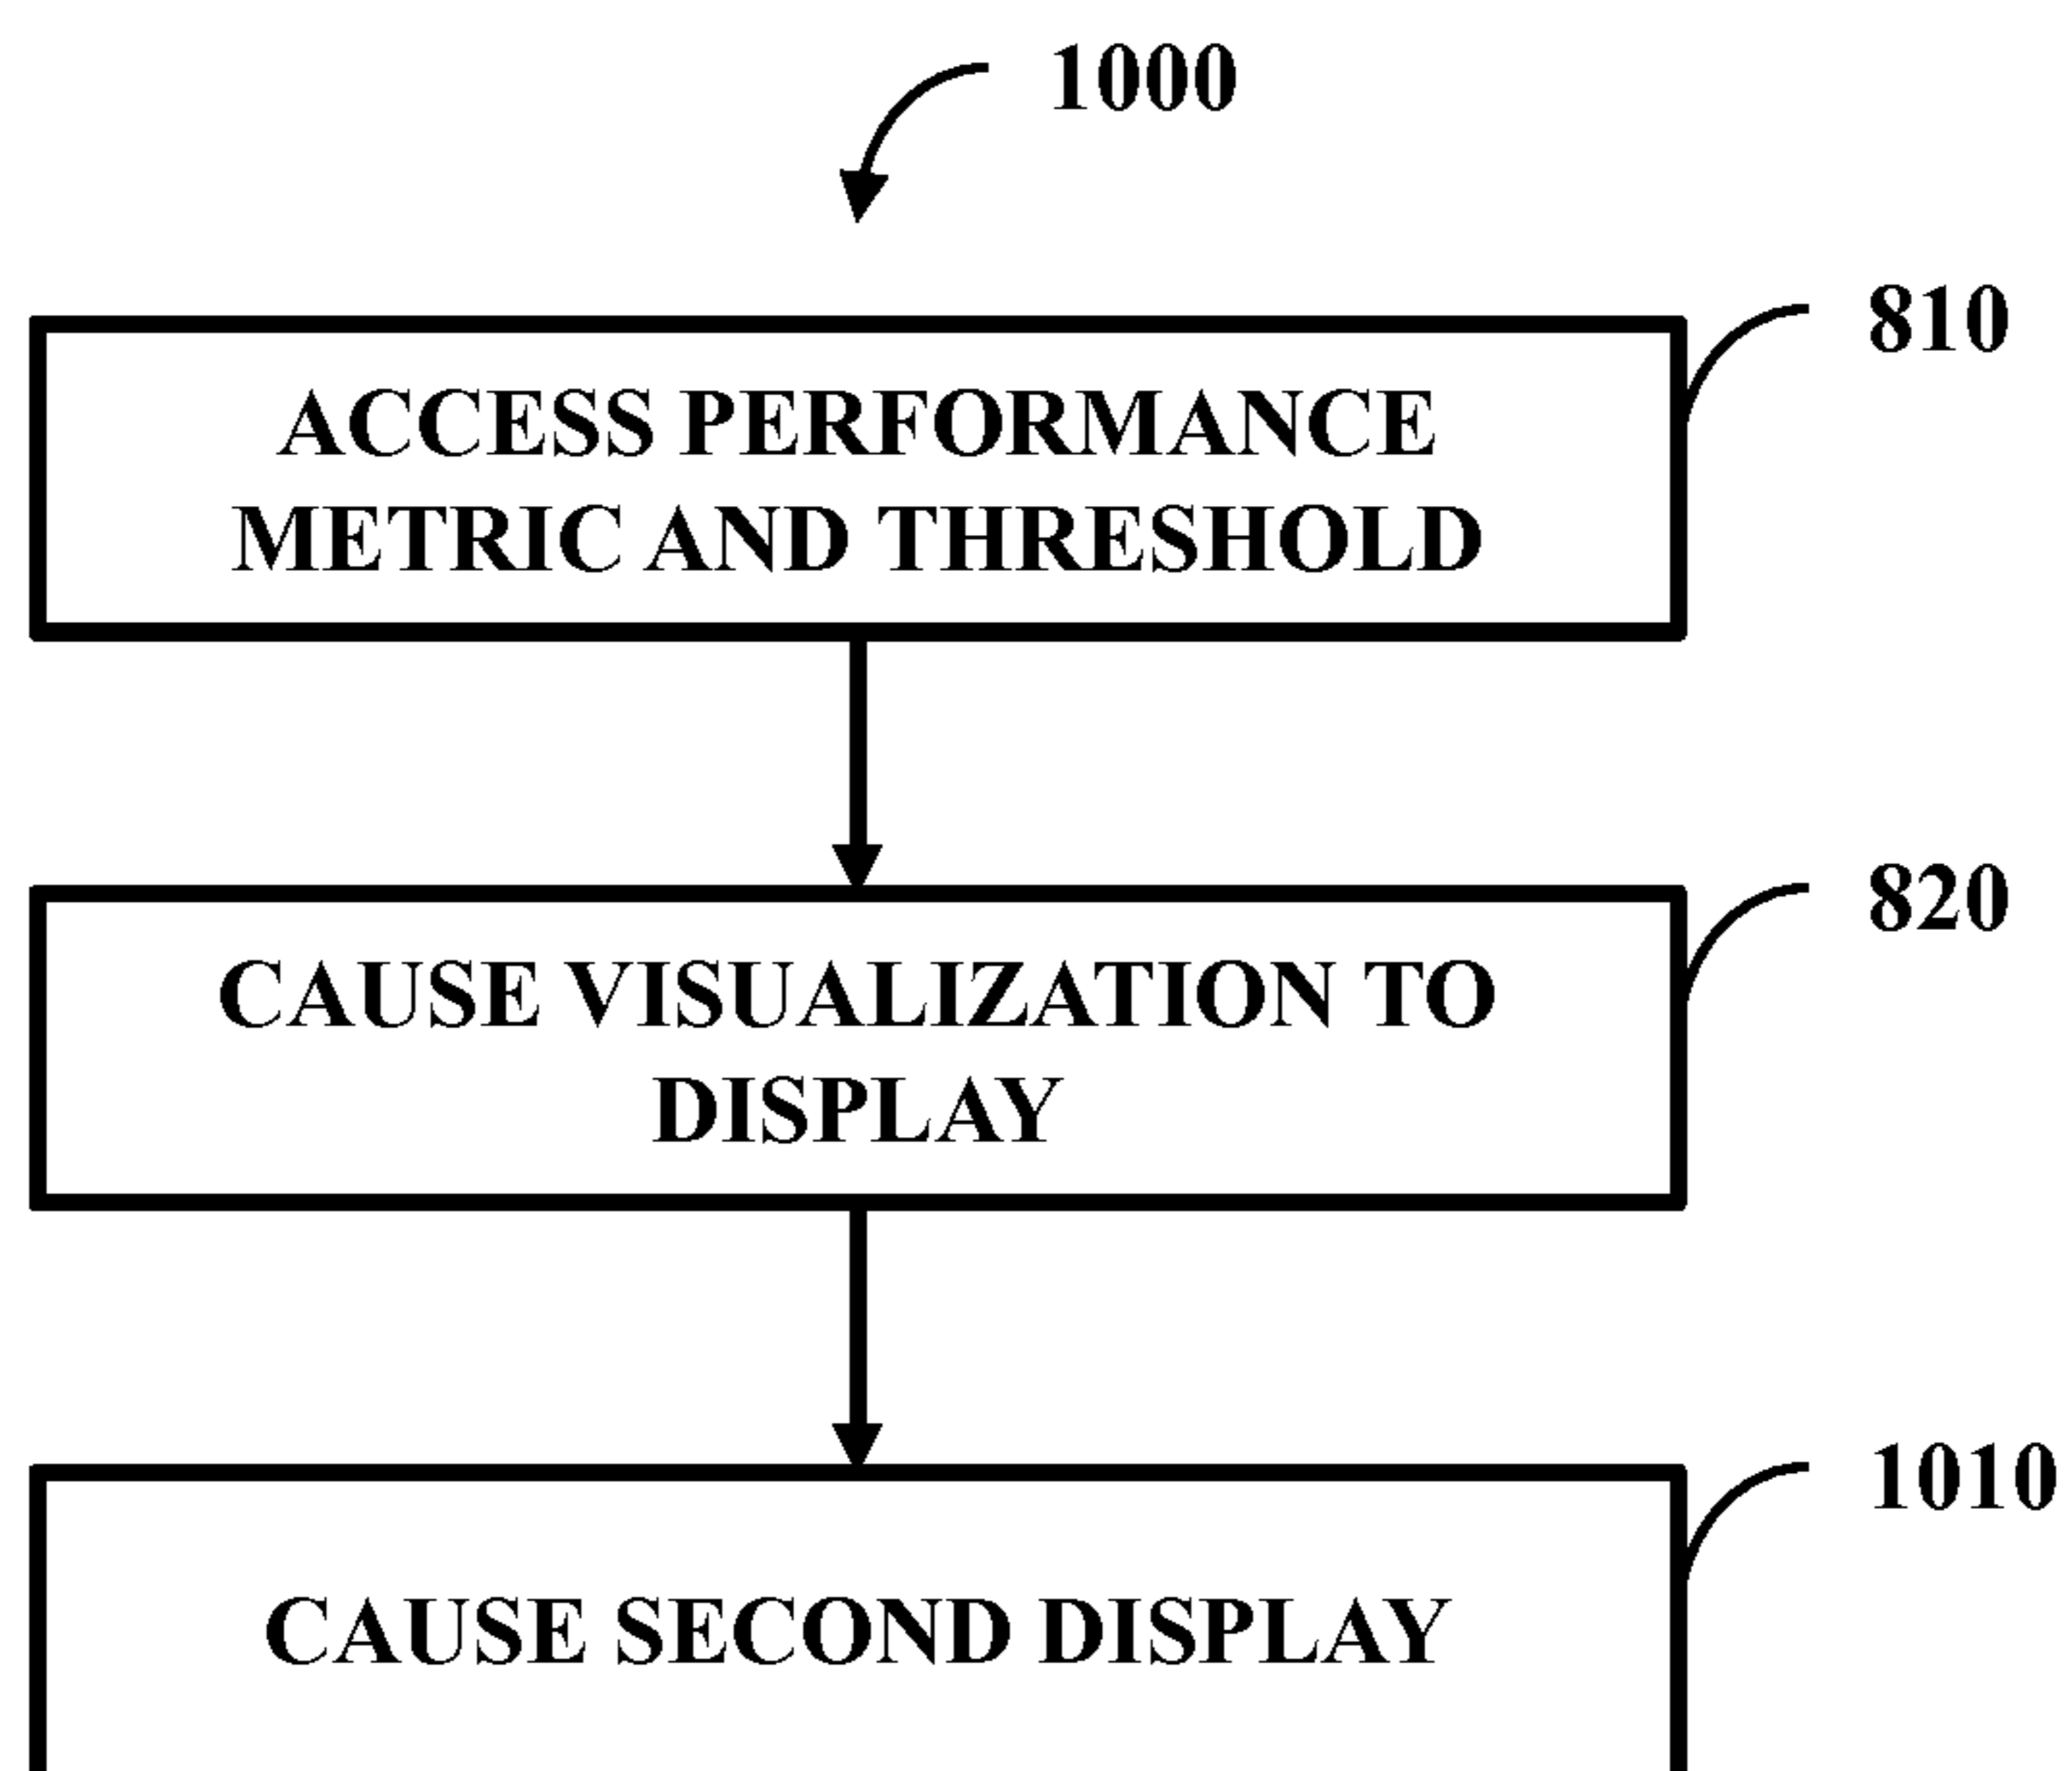 1000
810
ACCESS PERFORMANCE
METRIC AND THRESHOLD
820
CAUSE VISUALIZATION TO
DISPLAY
1010
CAUSE SECOND DISPLAY